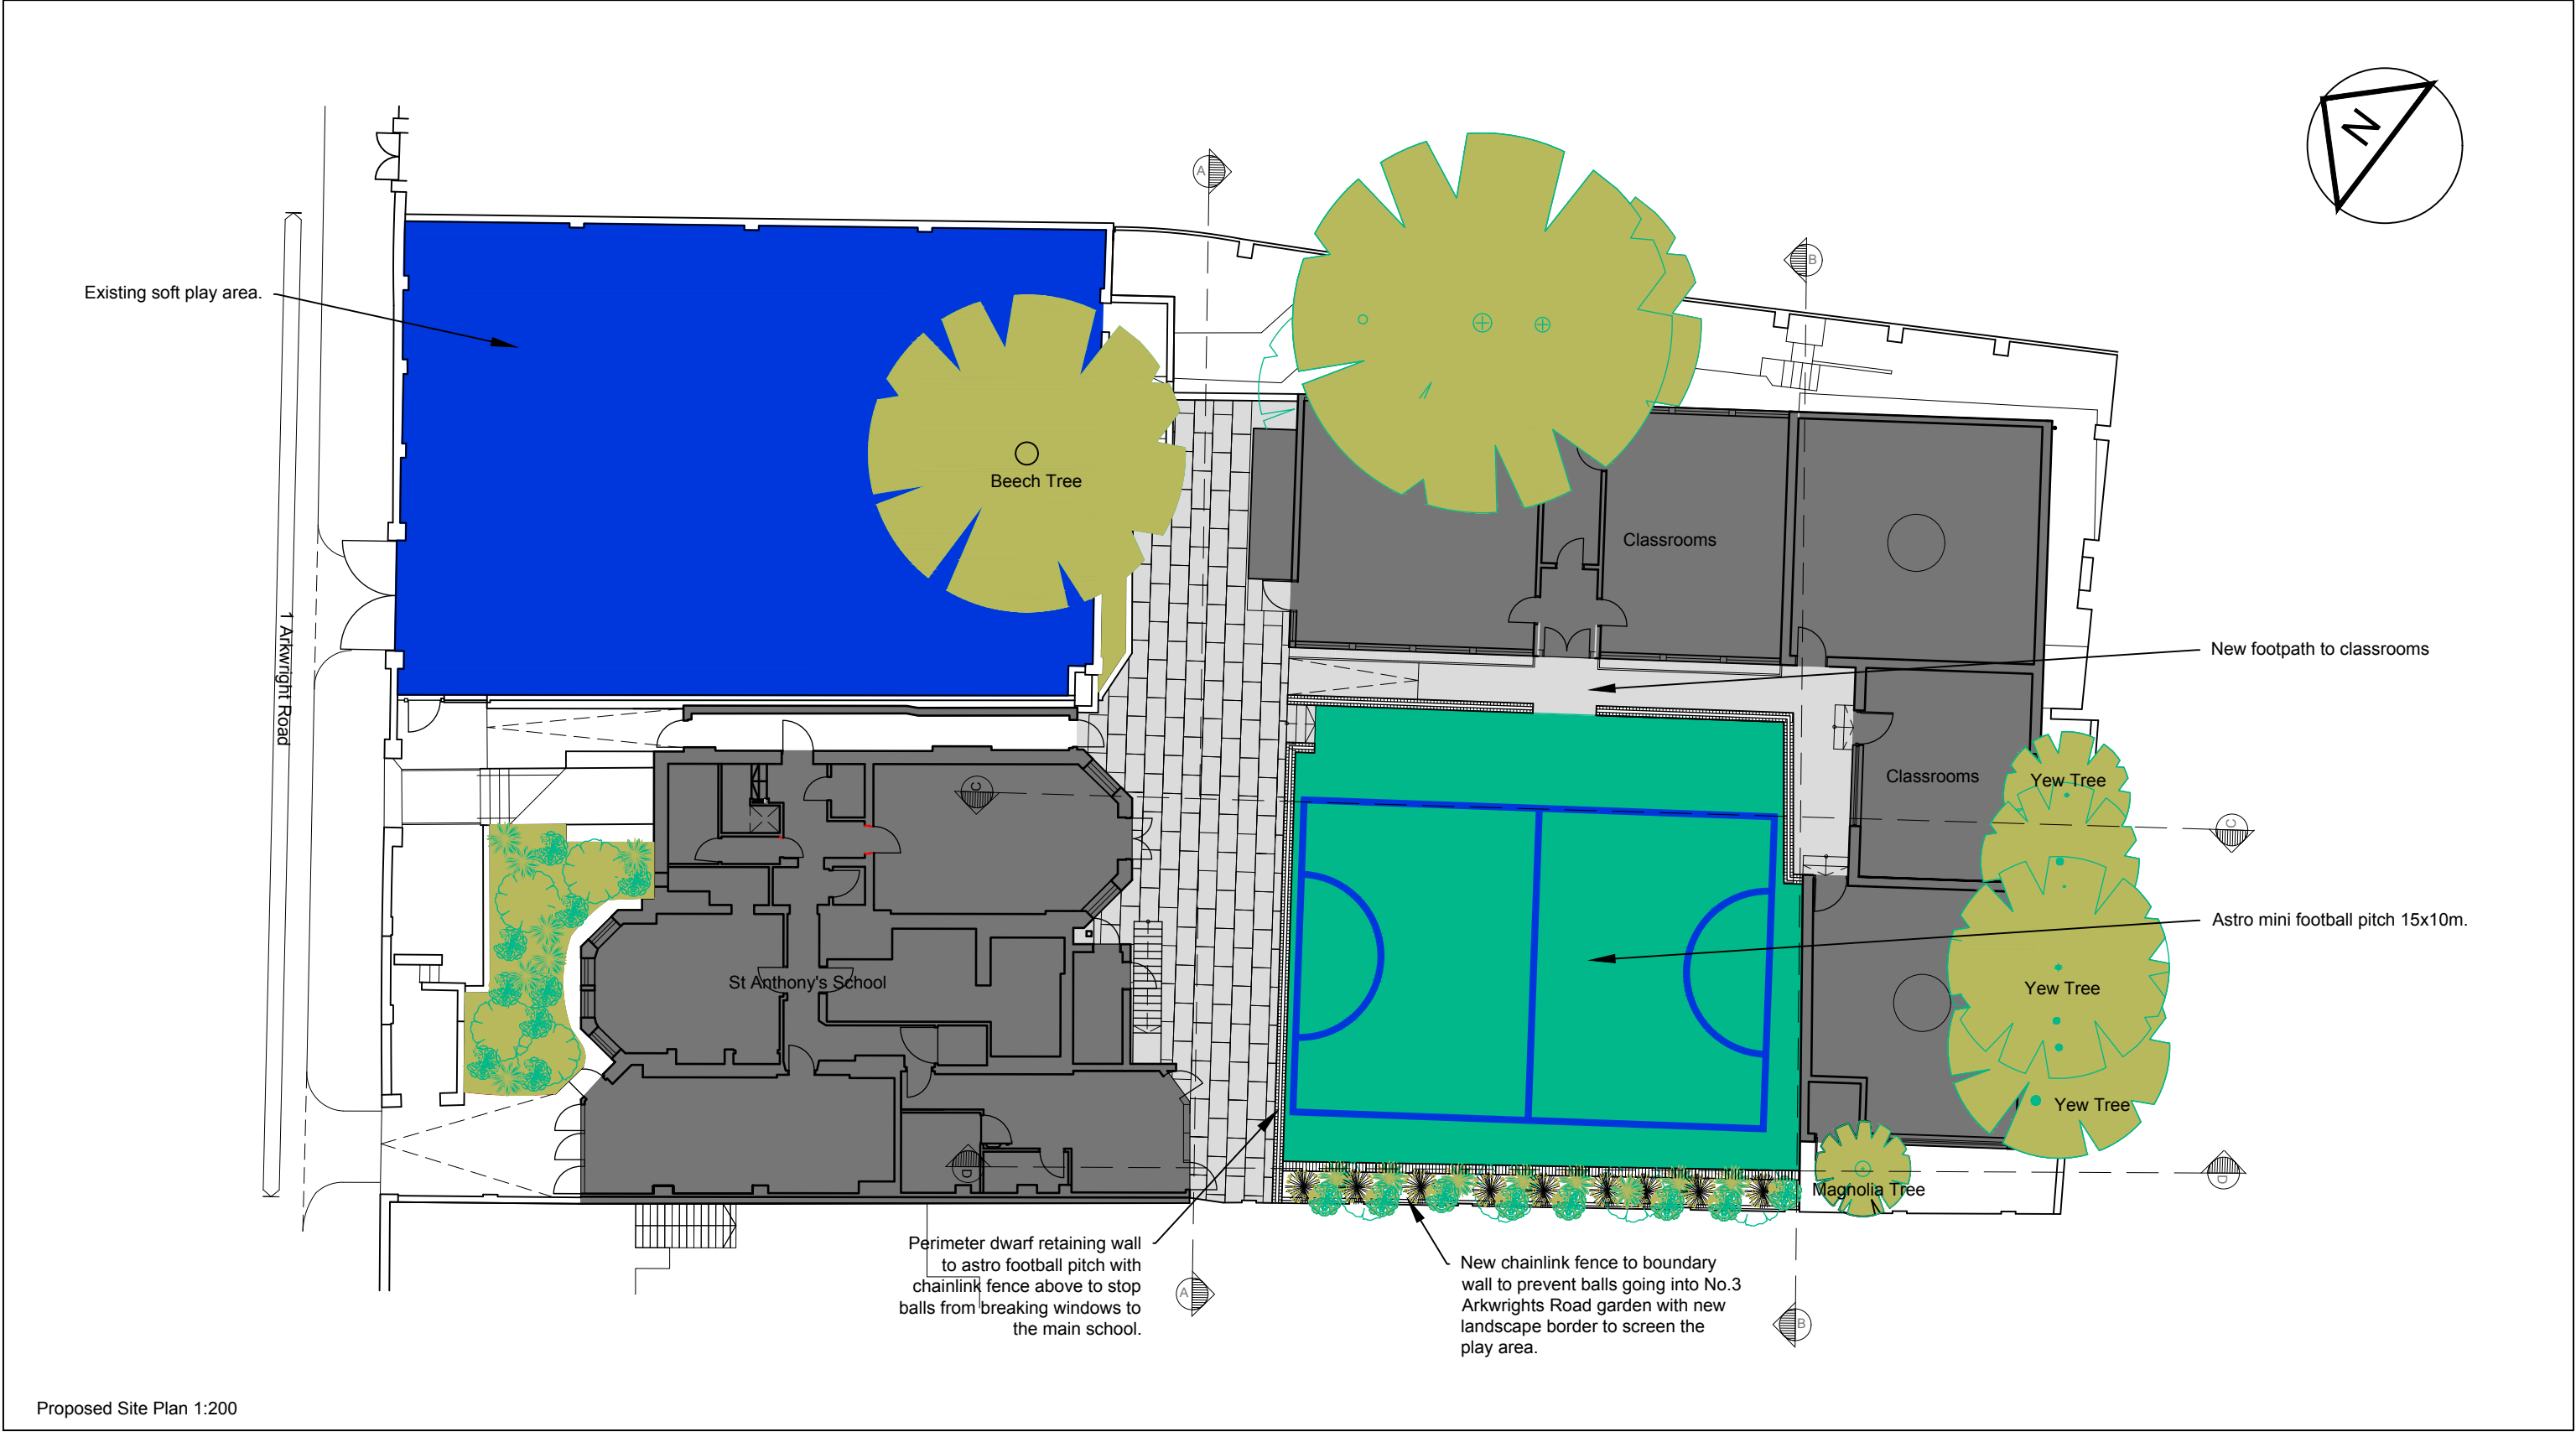 N
A
B
Existing soft play area.
Beech Tree
Classrooms
1 Arkwright Road
New footpath to classrooms
Classrooms
Yew Tree
C
C
Astro mini football pitch 15x10m.
St Anthony's School
Yew Tree
Yew Tree
D
D
Magnolia Tree
Perimeter dwarf retaining wall
to astro football pitch with
chainlink fence above to stop
balls from breaking windows to
the main school.
A
New chainlink fence to boundary
wall to prevent balls going into No.3
Arkwrights Road garden with new
landscape border to screen the
play area.
B
Proposed Site Plan 1:200